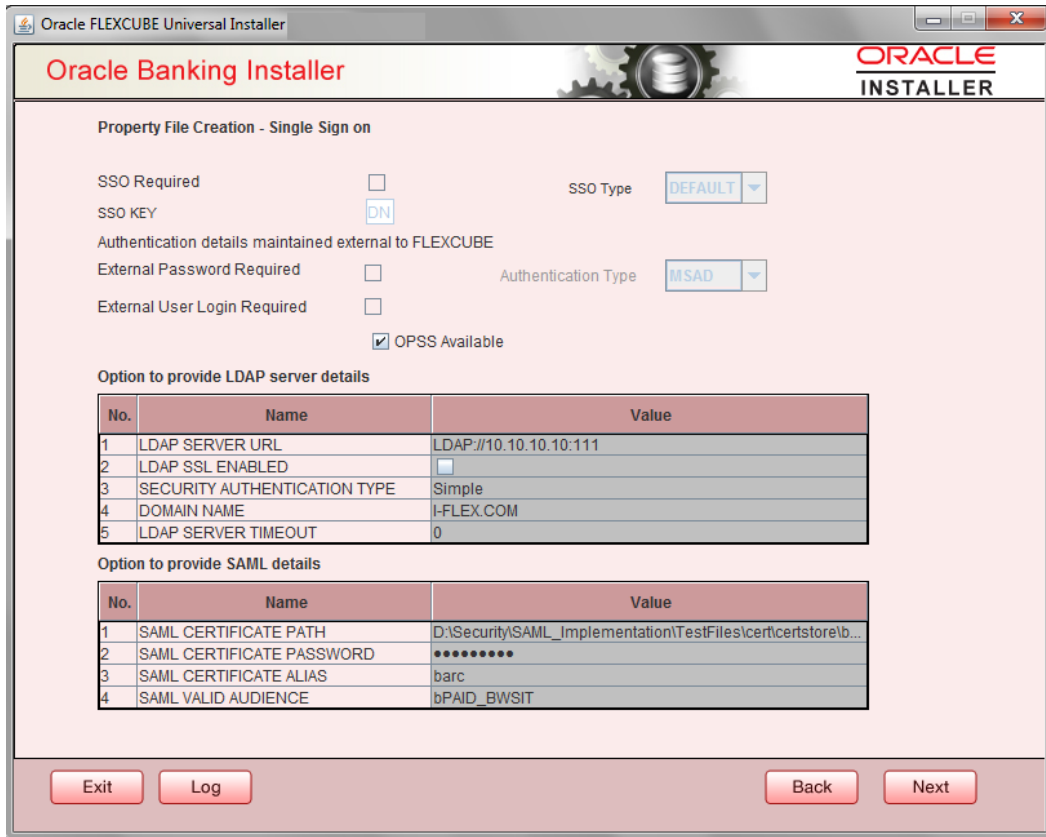 Oracle FLEXCUBE Universal Installer
Oracle Banking Installer
ORACLE
INSTALLER
Property File Creation - Single Sign on
SSO Required SSO Type DEFAULT
SSO KEY DN
Authentication details maintained external to FLEXCUBE
External Password Required Authentication Type MSAD
External User Login Required
OPSS Available
Option to provide LDAP server details
No. Name Value
1 LDAP SERVER URL LDAP://10.10.10.10:111
2 LDAP SSL ENABLED
3 SECURITY AUTHENTICATION TYPE Simple
4 DOMAIN NAME I-FLEX.COM
5 LDAP SERVER TIMEOUT 0
Option to provide SAML details
No. Name Value
1 SAML CERTIFICATE PATH D:\Security\SAML_Implementation\TestFiles\cert\certstore\b...
2 SAML CERTIFICATE PASSWORD •••••••••
3 SAML CERTIFICATE ALIAS barc
4 SAML VALID AUDIENCE bPAID_BWSIT
Exit Log Back Next